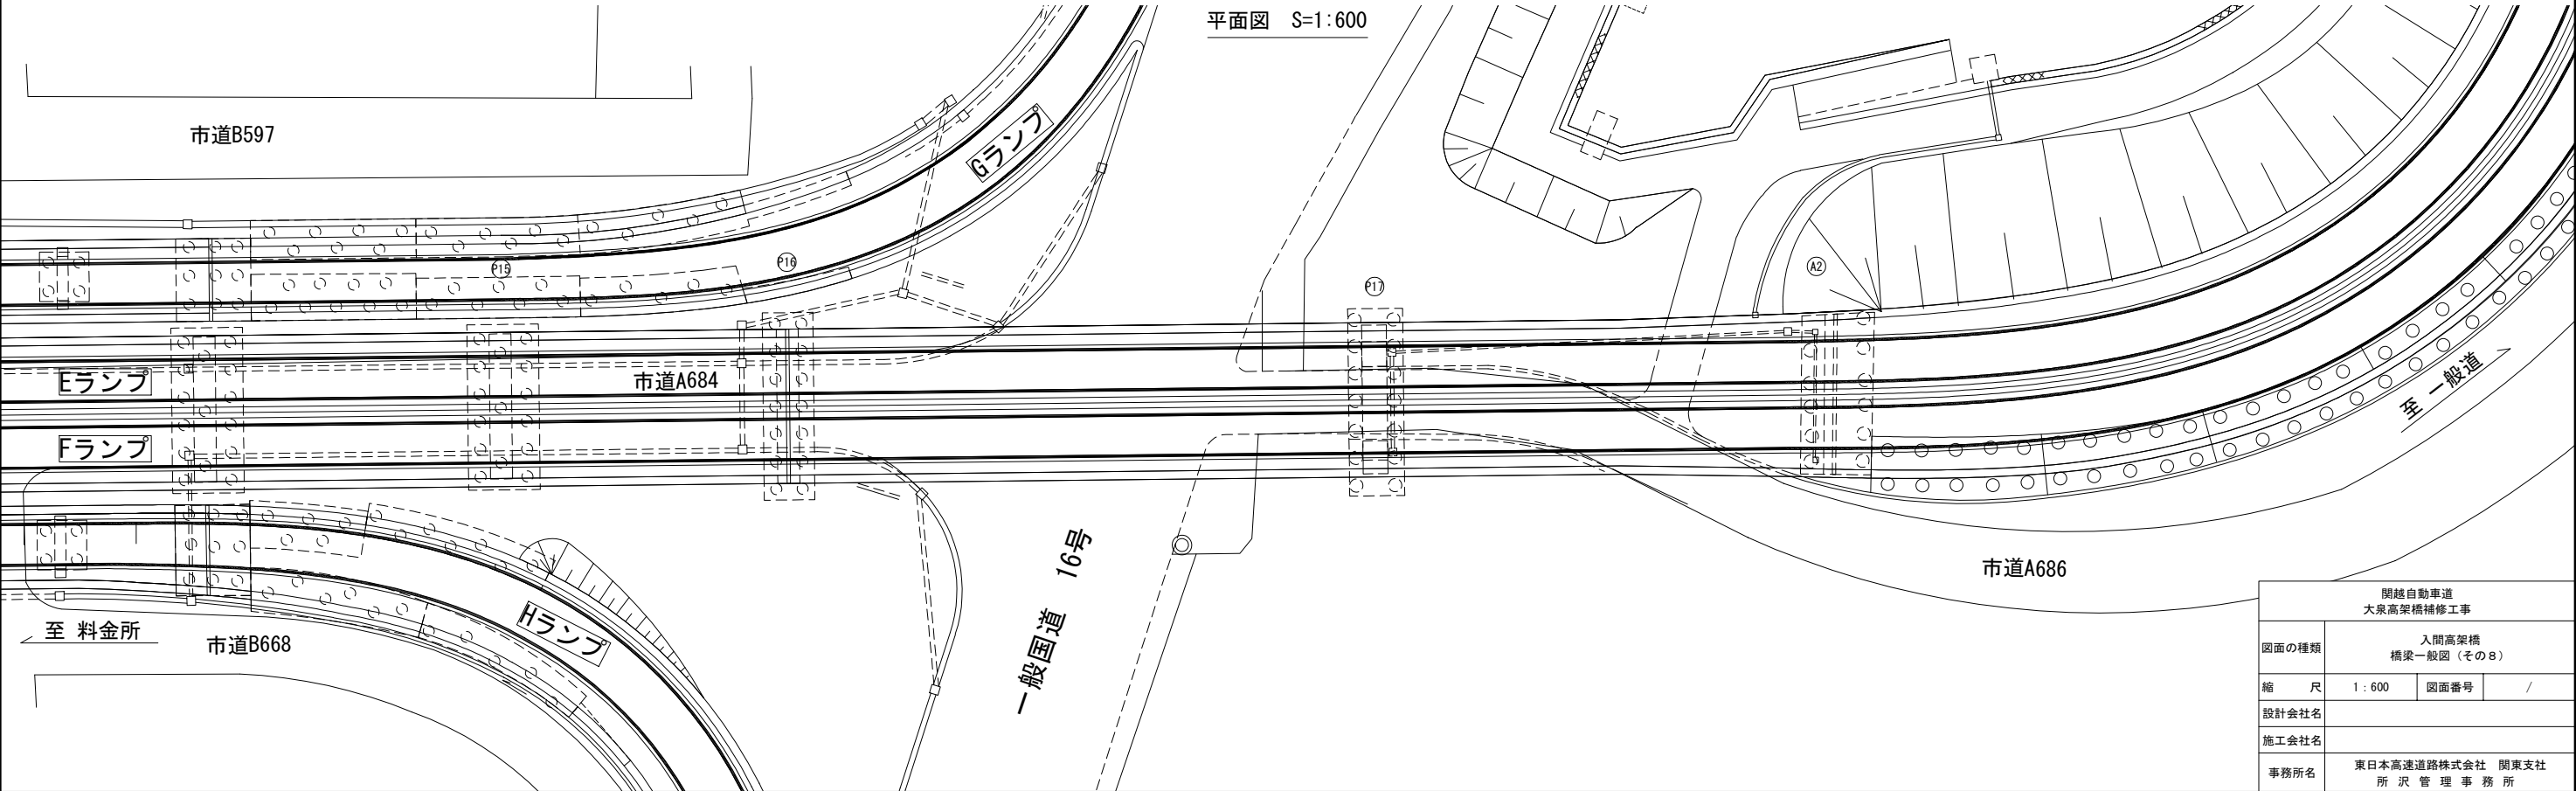 平面図　S=1:600
市道B597
Gランプ
P15
P16
P17
A2
Eランプ
市道A684
Fランプ
至 一般道
一般国道　16号
市道A686
至 料金所
市道B668
Hランプ
関越自動車道
大泉高架橋補修工事
図面の種類
入間高架橋
橋梁一般図（その８）
縮　尺
1：600
図面番号
/
設計会社名
施工会社名
事務所名
東日本高速道路株式会社　関東支社
所 沢 管 理 事 務 所